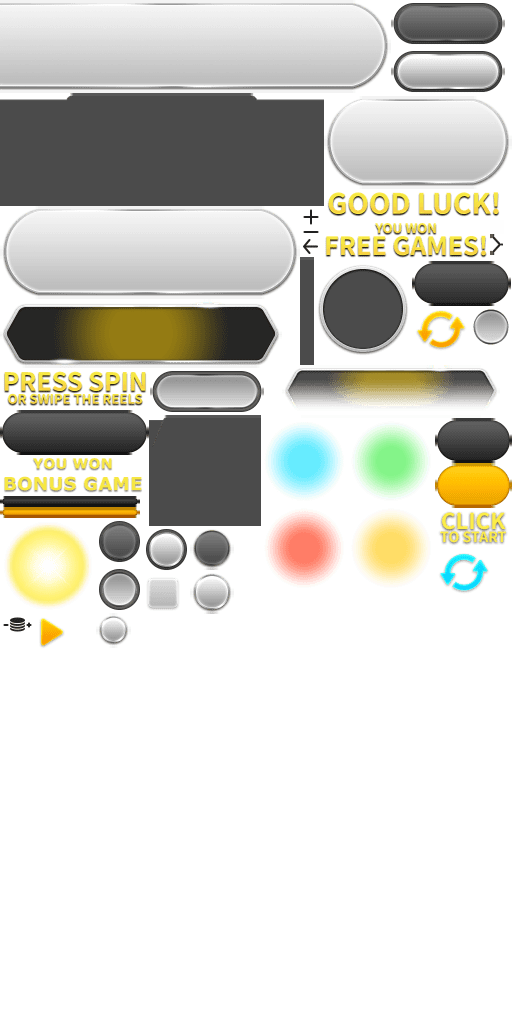 GOOD LUCK!
YOU WON
FREE GAMES!
PRESS SPIN
OR SWIPE THE REELS
YOU WON
BONUS GAME
CLICK
TO START